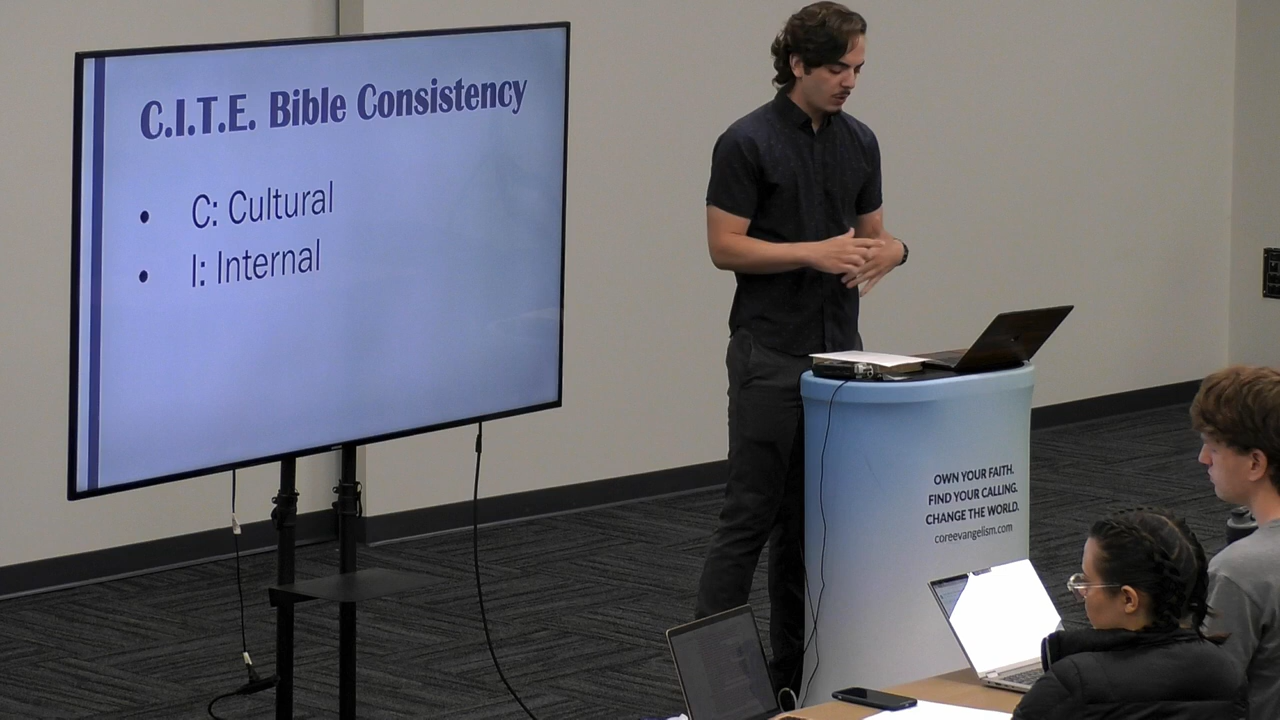 C.I.T.E. Bible Consistency
• C: Cultural
• I: Internal
OWN YOUR FAITH.
FIND YOUR CALLING.
CHANGE THE WORLD.
coreevangelism.com